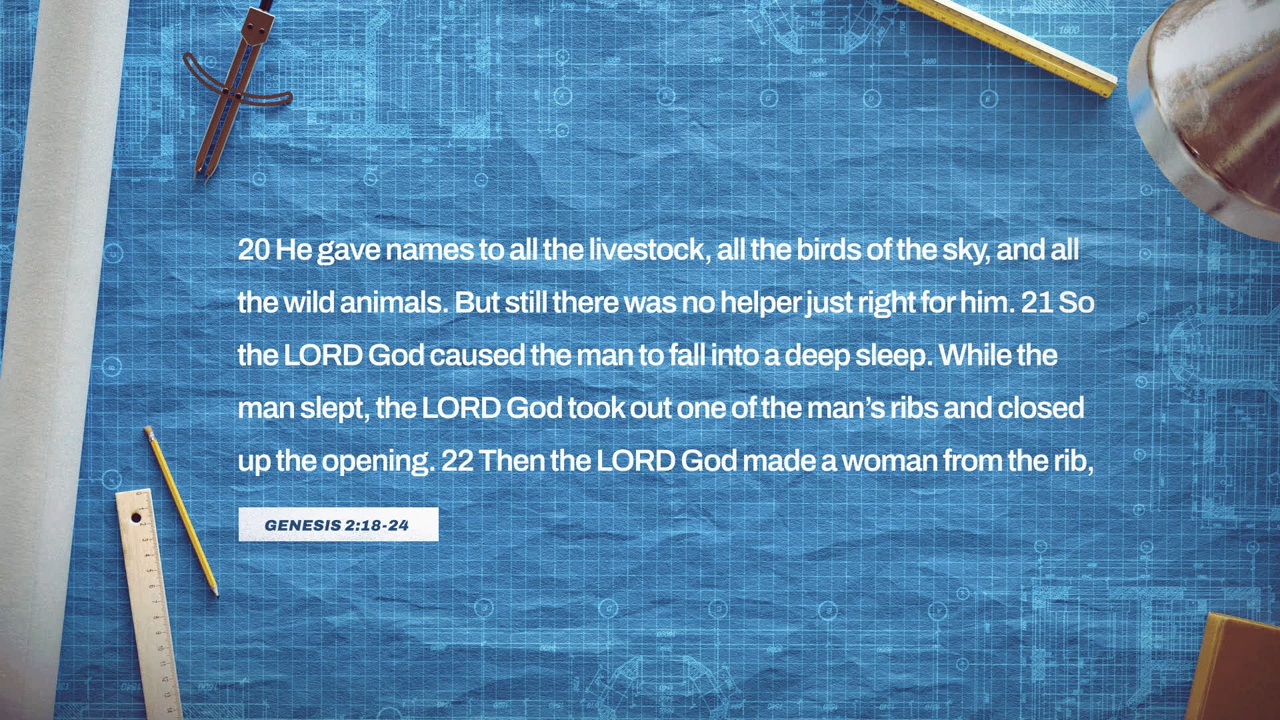 20 He gave names to all the livestock, all the birds of the sky, and all
the wild animals. But still there was no helper just right for him. 21 So
the LORD God caused the man to fall into a deep sleep. While the
man slept, the LORD God took out one of the man’s ribs and closed
up the opening. 22 Then the LORD God made a woman from the rib,
GENESIS 2:18-24